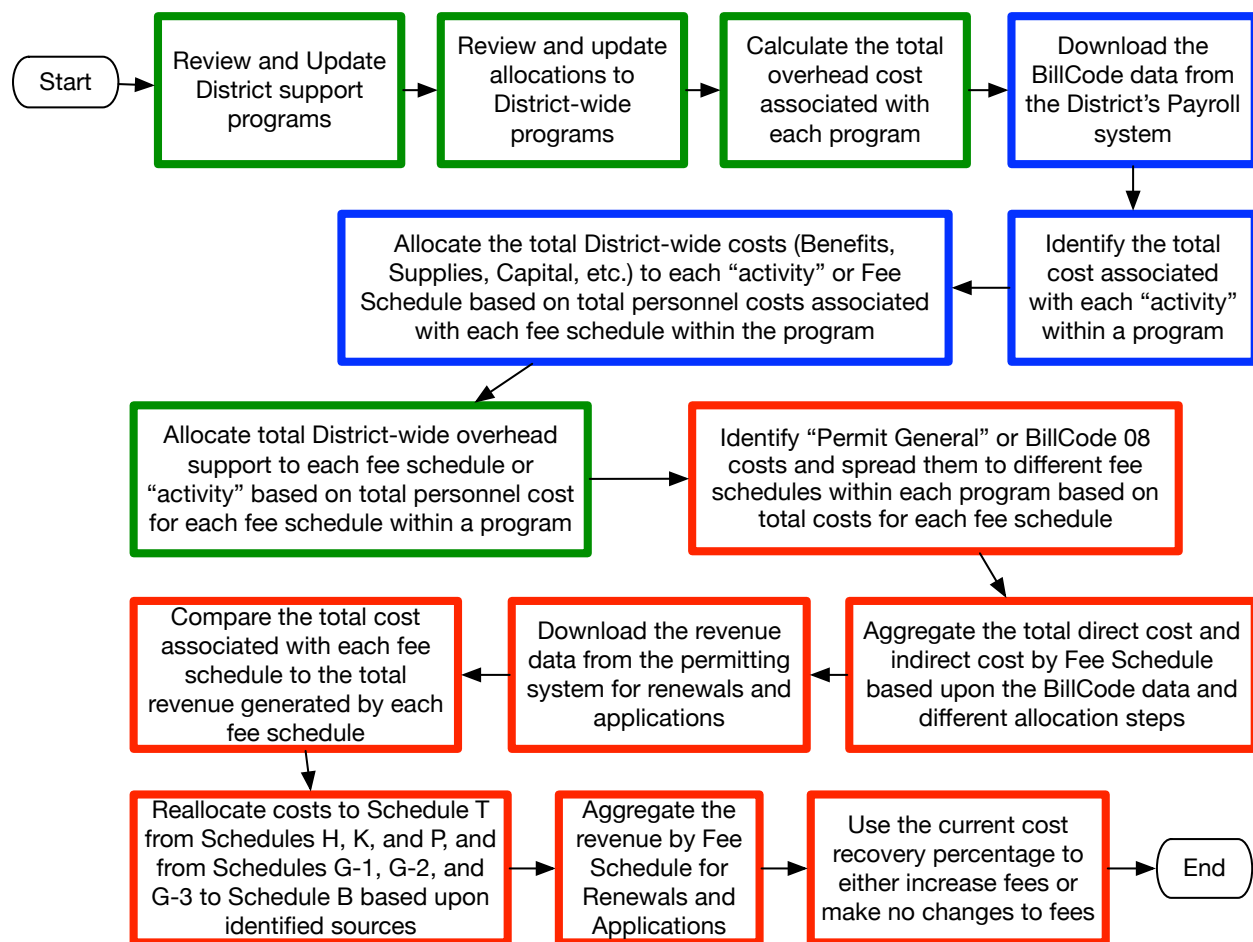 Start
Review and Update
District support
programs
Review and update
allocations to
District-wide
programs
Calculate the total
overhead cost
associated with
each program
Download the
BillCode data from
the District's Payroll
system
Identify the total
cost associated
with each “activity”
within a program
Allocate the total District-wide costs (Benefits,
Supplies, Capital, etc.) to each “activity” or Fee
Schedule based on total personnel costs associated
with each fee schedule within the program
Allocate total District-wide overhead
support to each fee schedule or
“activity” based on total personnel cost
for each fee schedule within a program
Identify “Permit General” or BillCode 08
costs and spread them to different fee
schedules within each program based on
total costs for each fee schedule
Aggregate the total direct cost and
indirect cost by Fee Schedule
based upon the BillCode data and
different allocation steps
Download the revenue
data from the permitting
system for renewals and
applications
Compare the total cost
associated with each fee
schedule to the total
revenue generated by each
fee schedule
Reallocate costs to Schedule T
from Schedules H, K, and P, and
from Schedules G-1, G-2, and
G-3 to Schedule B based upon
identified sources
Aggregate the
revenue by Fee
Schedule for
Renewals and
Applications
Use the current cost
recovery percentage to
either increase fees or
make no changes to fees
End